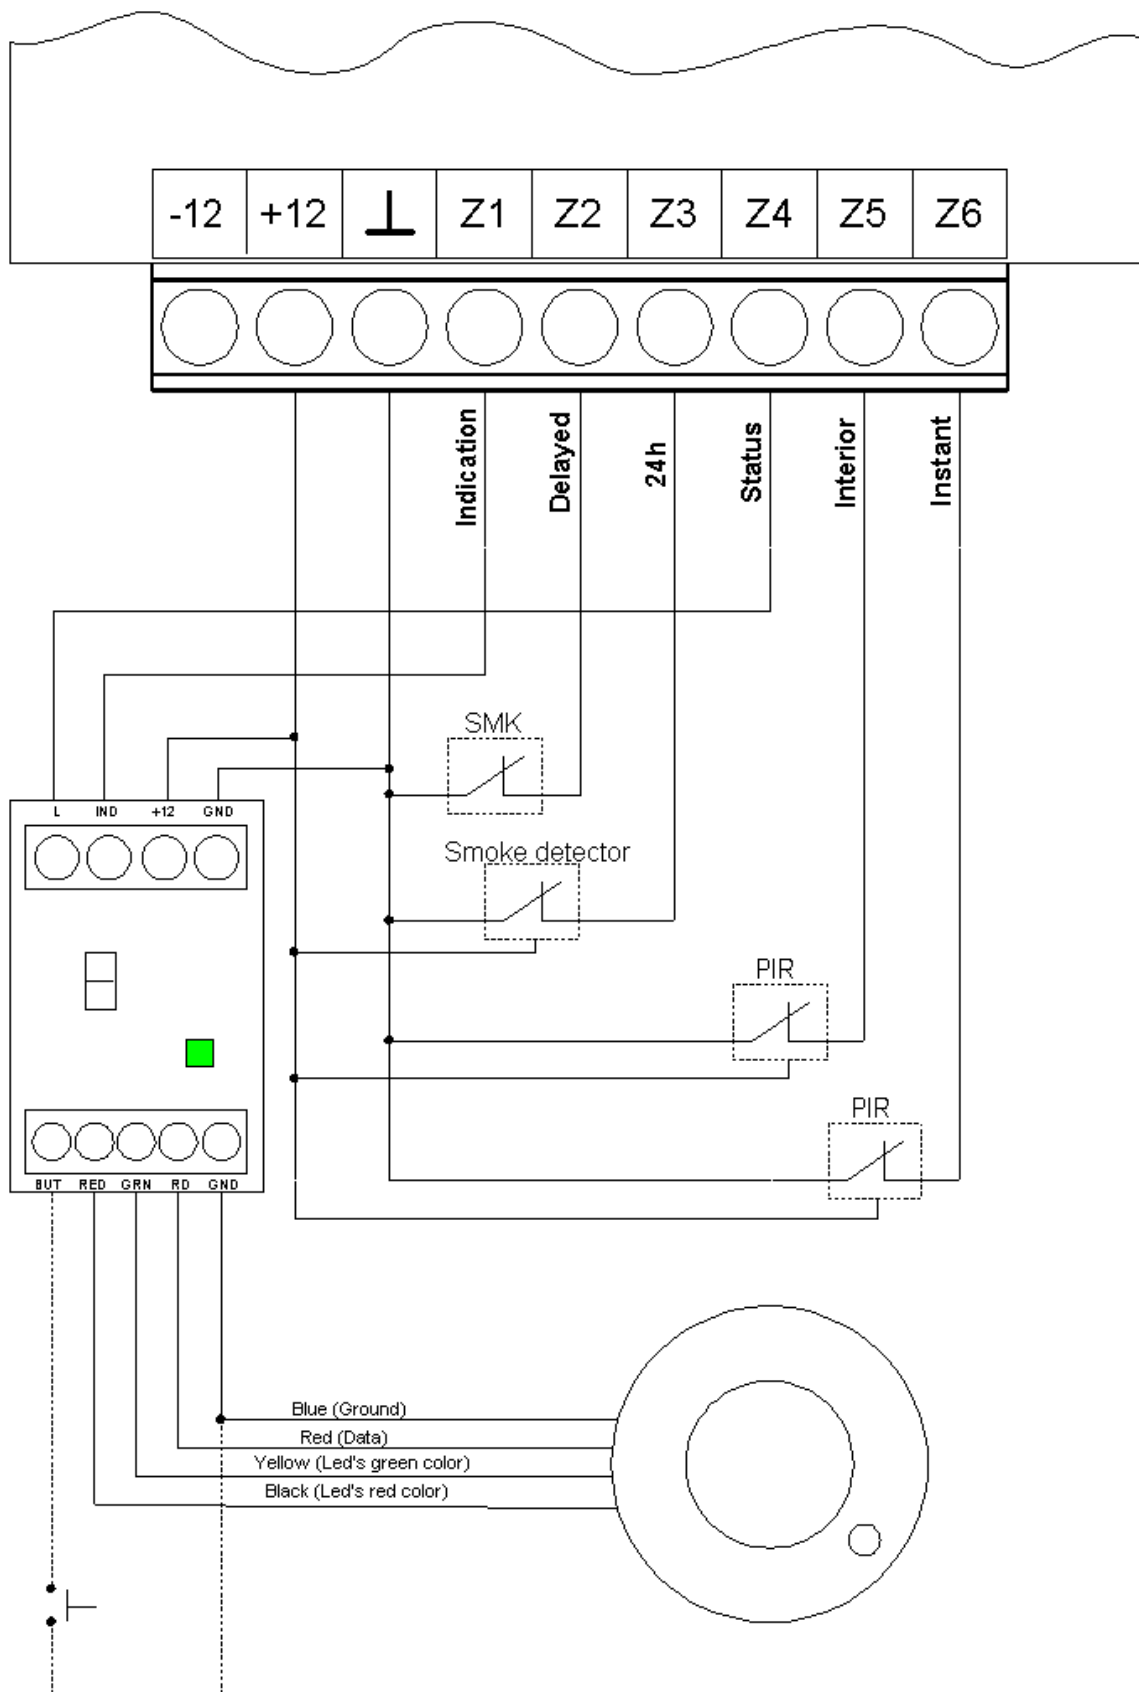 -12 +12 Z1 Z2 Z3 Z4 Z5 Z6
Indication
Delayed
24h
Status
Interior
Instant
SMK
L IND +12 GND
Smoke detector
PIR
PIR
BUT RED GRN RD GND
Blue (Ground)
Red (Data)
Yellow (Led's green color)
Black (Led's red color)